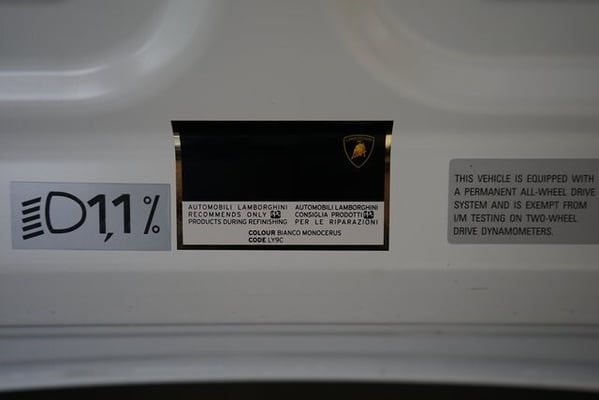 1,1 %
AUTOMOBILI LAMBORGHINI
RECOMMENDS ONLY PPG
PRODUCTS DURING REFINISHING
AUTOMOBILI LAMBORGHINI
CONSIGLIA PRODOTTI PPG
PER LE RIPARAZIONI
COLOUR BIANCO MONOCERUS
CODE LY9C
THIS VEHICLE IS EQUIPPED WITH
A PERMANENT ALL-WHEEL DRIVE
SYSTEM AND IS EXEMPT FROM
I/M TESTING ON TWO-WHEEL
DRIVE DYNAMOMETERS.